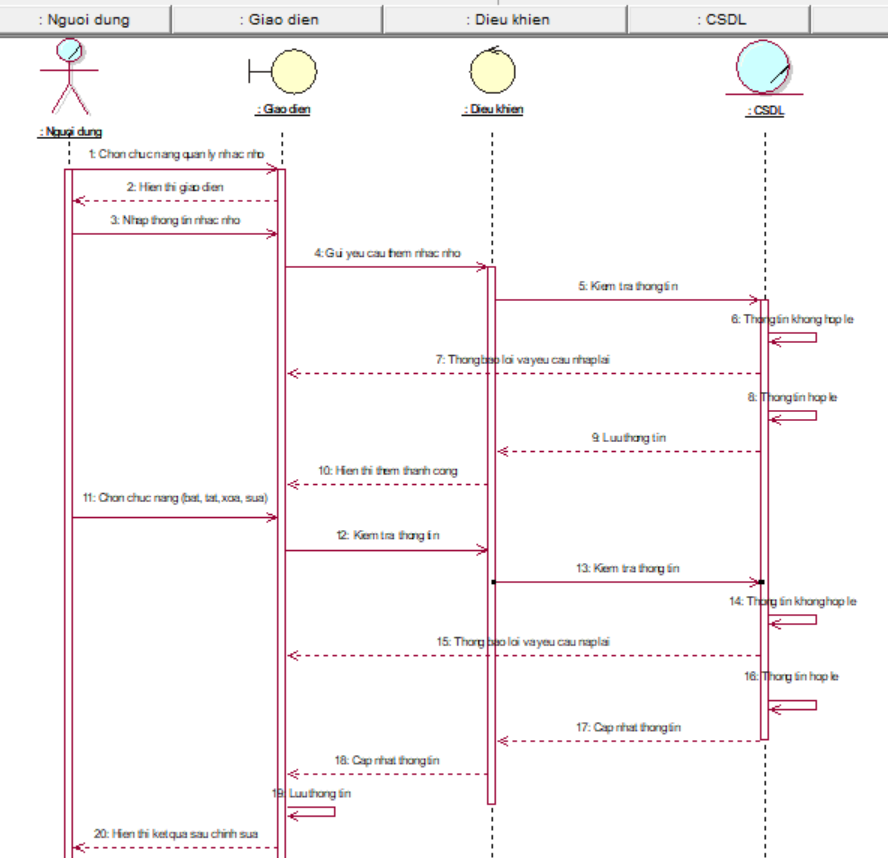 : Nguoi dung
: Giao dien
: Dieu khien
: CSDL
: Nguoi dung
: Giao dien
: Dieu khien
: CSDL
1: Chon chuc nang quan ly nhac nho
2: Hien thi giao dien
3: Nhap thong tin nhac nho
4: Gui yeu cau them nhac nho
5: Kiem tra thong tin
6: Thong tin khong hop le
7: Thong bao loi va yeu cau nhap lai
8: Thong tin hop le
9: Luu thong tiin
10: Hien thi them thanh cong
11: Chon chuc nang (bat, tat, xoa, sua)
12: Kiem tra thong tin
13: Kiem tra thong tin
14: Thong tin khong hop le
15: Thong bao loi va yeu cau nap lai
16: Thong tin hop le
17: Cap nhat thong tin
18: Cap nhat thong tin
19: Luu thong tin
20: Hien thi ket qua sau chinh sua